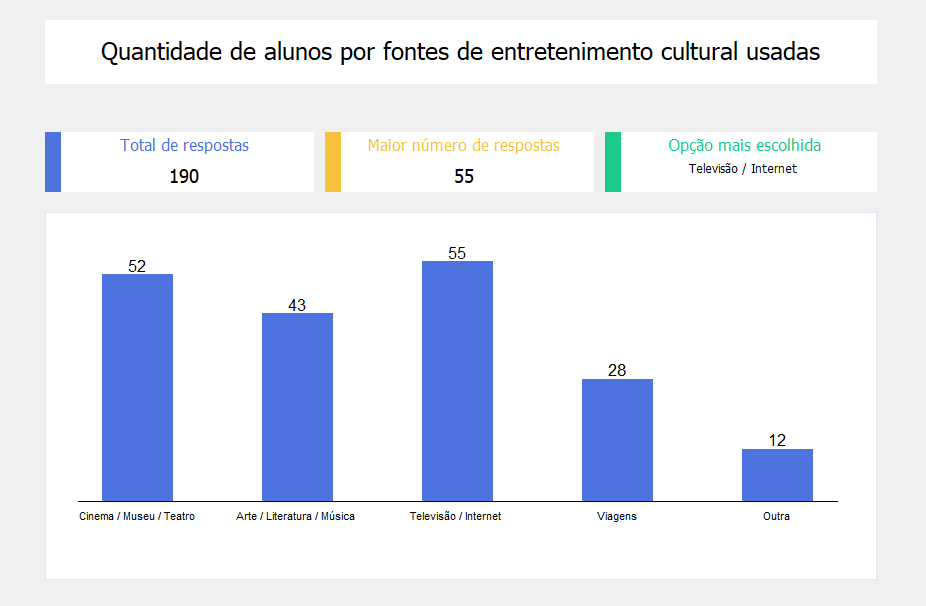 Quantidade de alunos por fontes de entretenimento cultural usadas
Total de respostas
190
Maior número de respostas
55
Opção mais escolhida
Televisão / Internet
52
43
55
28
12
Cinema / Museu / Teatro
Arte / Literatura / Música
Televisão / Internet
Viagens
Outra